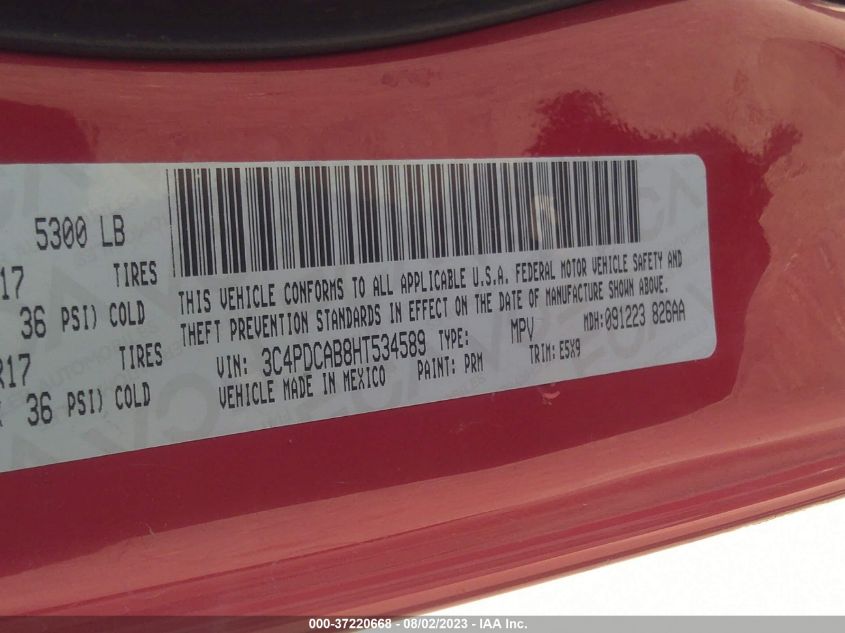 5300 LB
17 TIRES
36 PSI) COLD
R17 TIRES
36 PSI) COLD
THIS VEHICLE CONFORMS TO ALL APPLICABLE U.S.A. FEDERAL MOTOR VEHICLE SAFETY AND
THEFT PREVENTION STANDARDS IN EFFECT ON THE DATE OF MANUFACTURE SHOWN ABOVE.
VIN: 3C4PDCAB8HT534589 TYPE: MPV MDH:091223 826AA
VEHICLE MADE IN MEXICO PAINT: PRM TRIM: E5X9
000-37220668 - 08/02/2023 - IAA Inc.